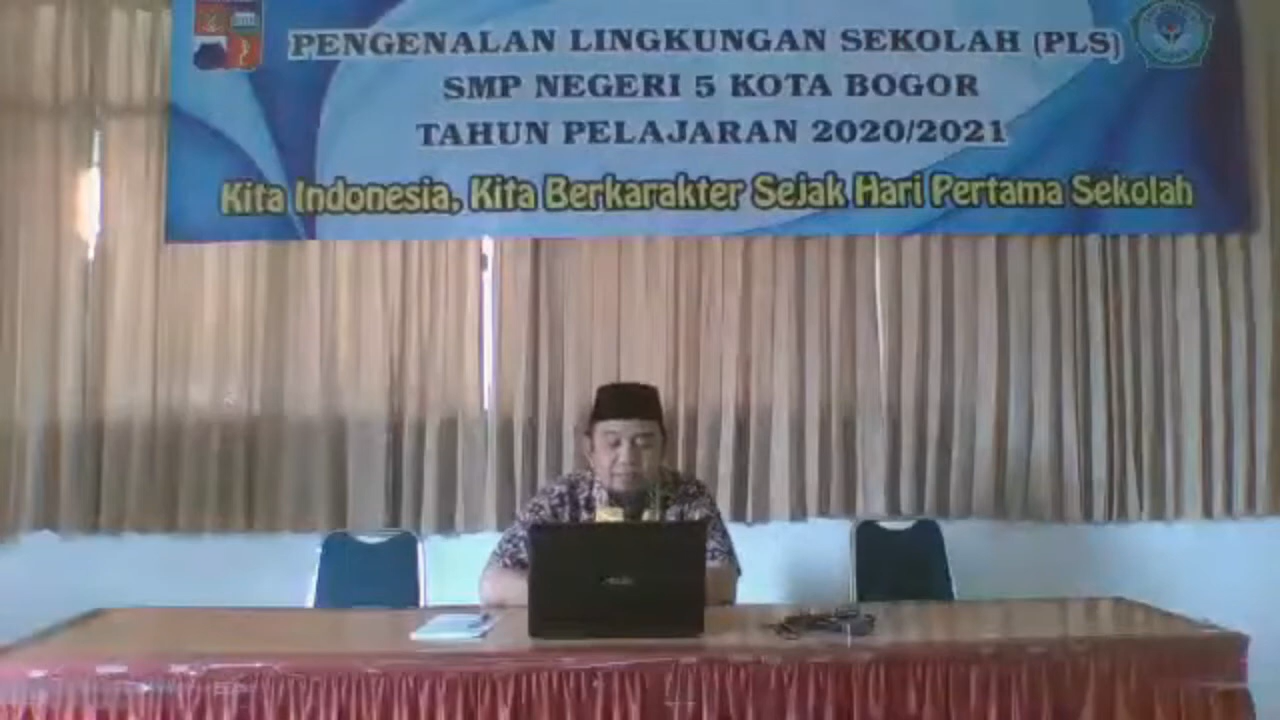 PENGENALAN LINGKUNGAN SEKOLAH (PLS)
SMP NEGERI 5 KOTA BOGOR
TAHUN PELAJARAN 2020/2021
Kita Indonesia, Kita Berkarakter Sejak Hari Pertama Sekolah